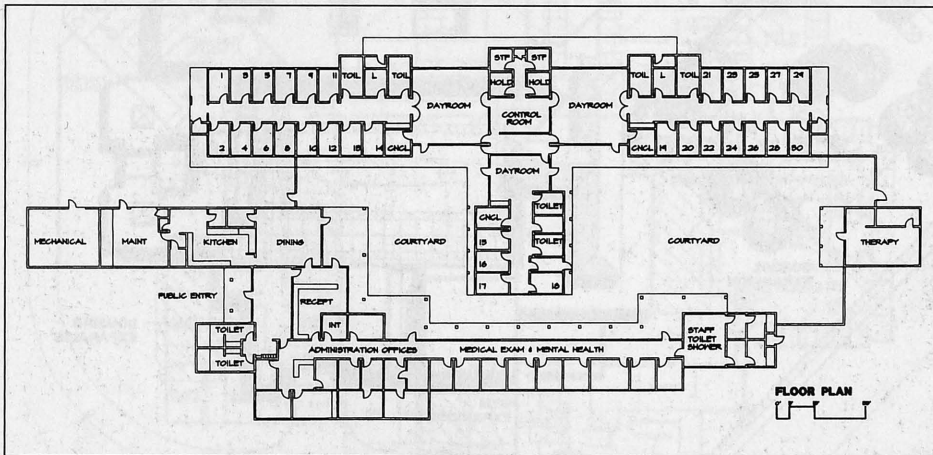 STF STF
1 3 5 7 9 11 TOIL L TOIL
HOLD HOLD
TOIL L TOIL 21 23 25 27 29
DAYROOM
CONTROL
ROOM
DAYROOM
2 4 6 8 10 12 13 14 CNCL
CNCL 19 20 22 24 26 28 30
DAYROOM
CNCL
TOILET
MECHANICAL
MAINT
KITCHEN
DINING
COURTYARD
15
TOILET
COURTYARD
THERAPY
16
17
18
PUBLIC ENTRY
RECEPT
TOILET
INT
STAFF
TOILET
SHOWER
ADMINISTRATION OFFICES
MEDICAL EXAM & MENTAL HEALTH
TOILET
FLOOR PLAN